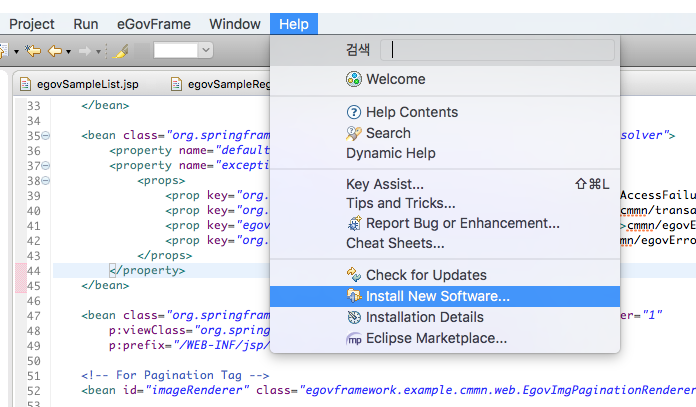 Project Run eGovFrame Window Help
검색
egovSampleList.jsp egovSampleReg
Welcome
Help Contents
Search
Dynamic Help
Key Assist... ⇧⌘L
Tips and Tricks...
Report Bug or Enhancement...
Cheat Sheets...
Check for Updates
Install New Software...
Installation Details
Eclipse Marketplace...
33 </bean>
34
35 <bean class="org.springfram solver">
36 <property name="default
37 <property name="excepti
38 <props>
39 <prop key="org. AccessFailu
40 <prop key="org. cmmn/transa
41 <prop key="egov >cmmn/egovE
42 <prop key="org. mn/egovErro
43 </props>
44 </property>
45 </bean>
46
47 <bean class="org.springfram er="1"
48 p:viewClass="org.spring
49 p:prefix="/WEB-INF/jsp/
50
51 <!-- For Pagination Tag -->
52 <bean id="imageRenderer" class="egovframework.example.cmmn.web.EgovImgPaginationRenderer